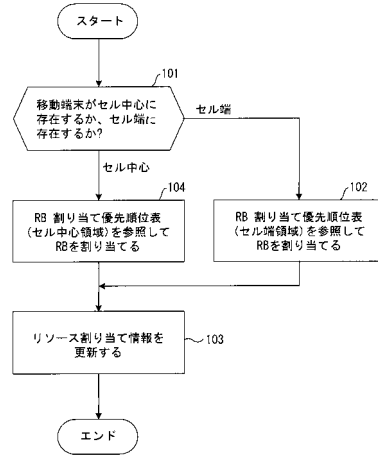 スタート
101
移動端末がセル中心に
存在するか、セル端に
存在するか?
セル端
セル中心
104
RB 割り当て優先順位表
(セル中心領域)を参照して
RBを割り当てる
102
RB 割り当て優先順位表
(セル端領域)を参照して
RBを割り当てる
リソース割り当て情報を
更新する
103
エンド